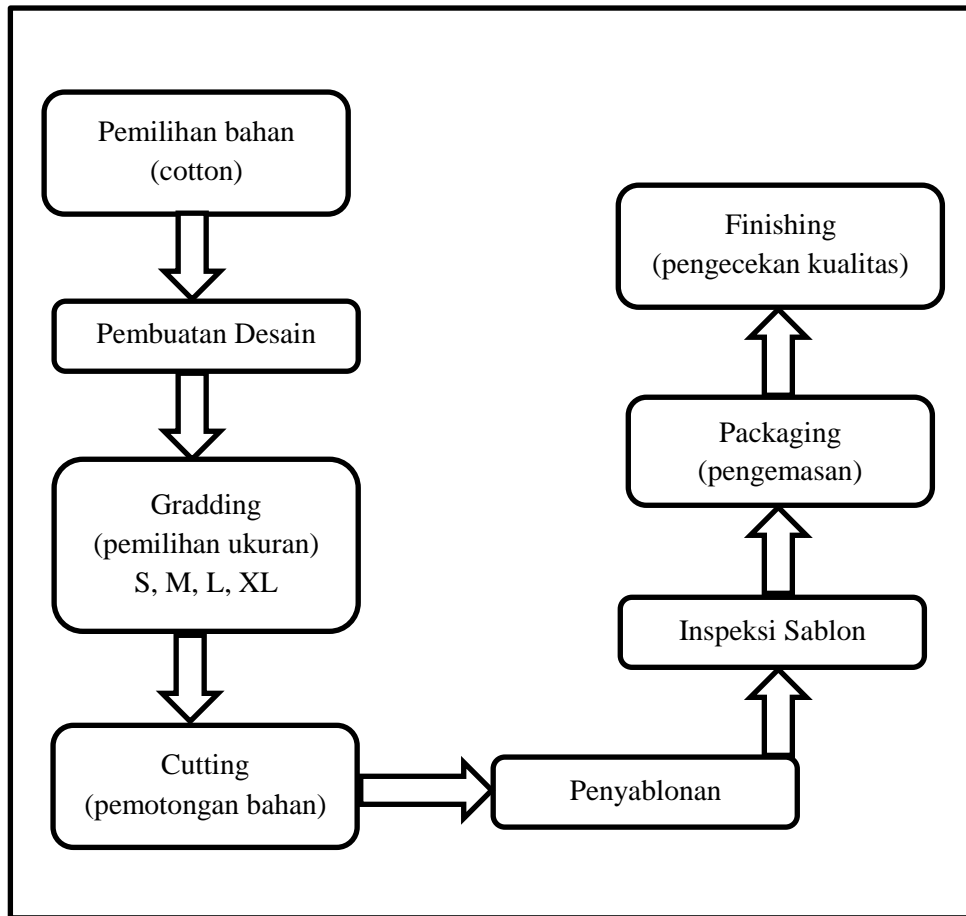 Pemilihan bahan
(cotton)
Pembuatan Desain
Gradding
(pemilihan ukuran)
S, M, L, XL
Cutting
(pemotongan bahan)
Penyablonan
Inspeksi Sablon
Packaging
(pengemasan)
Finishing
(pengecekan kualitas)